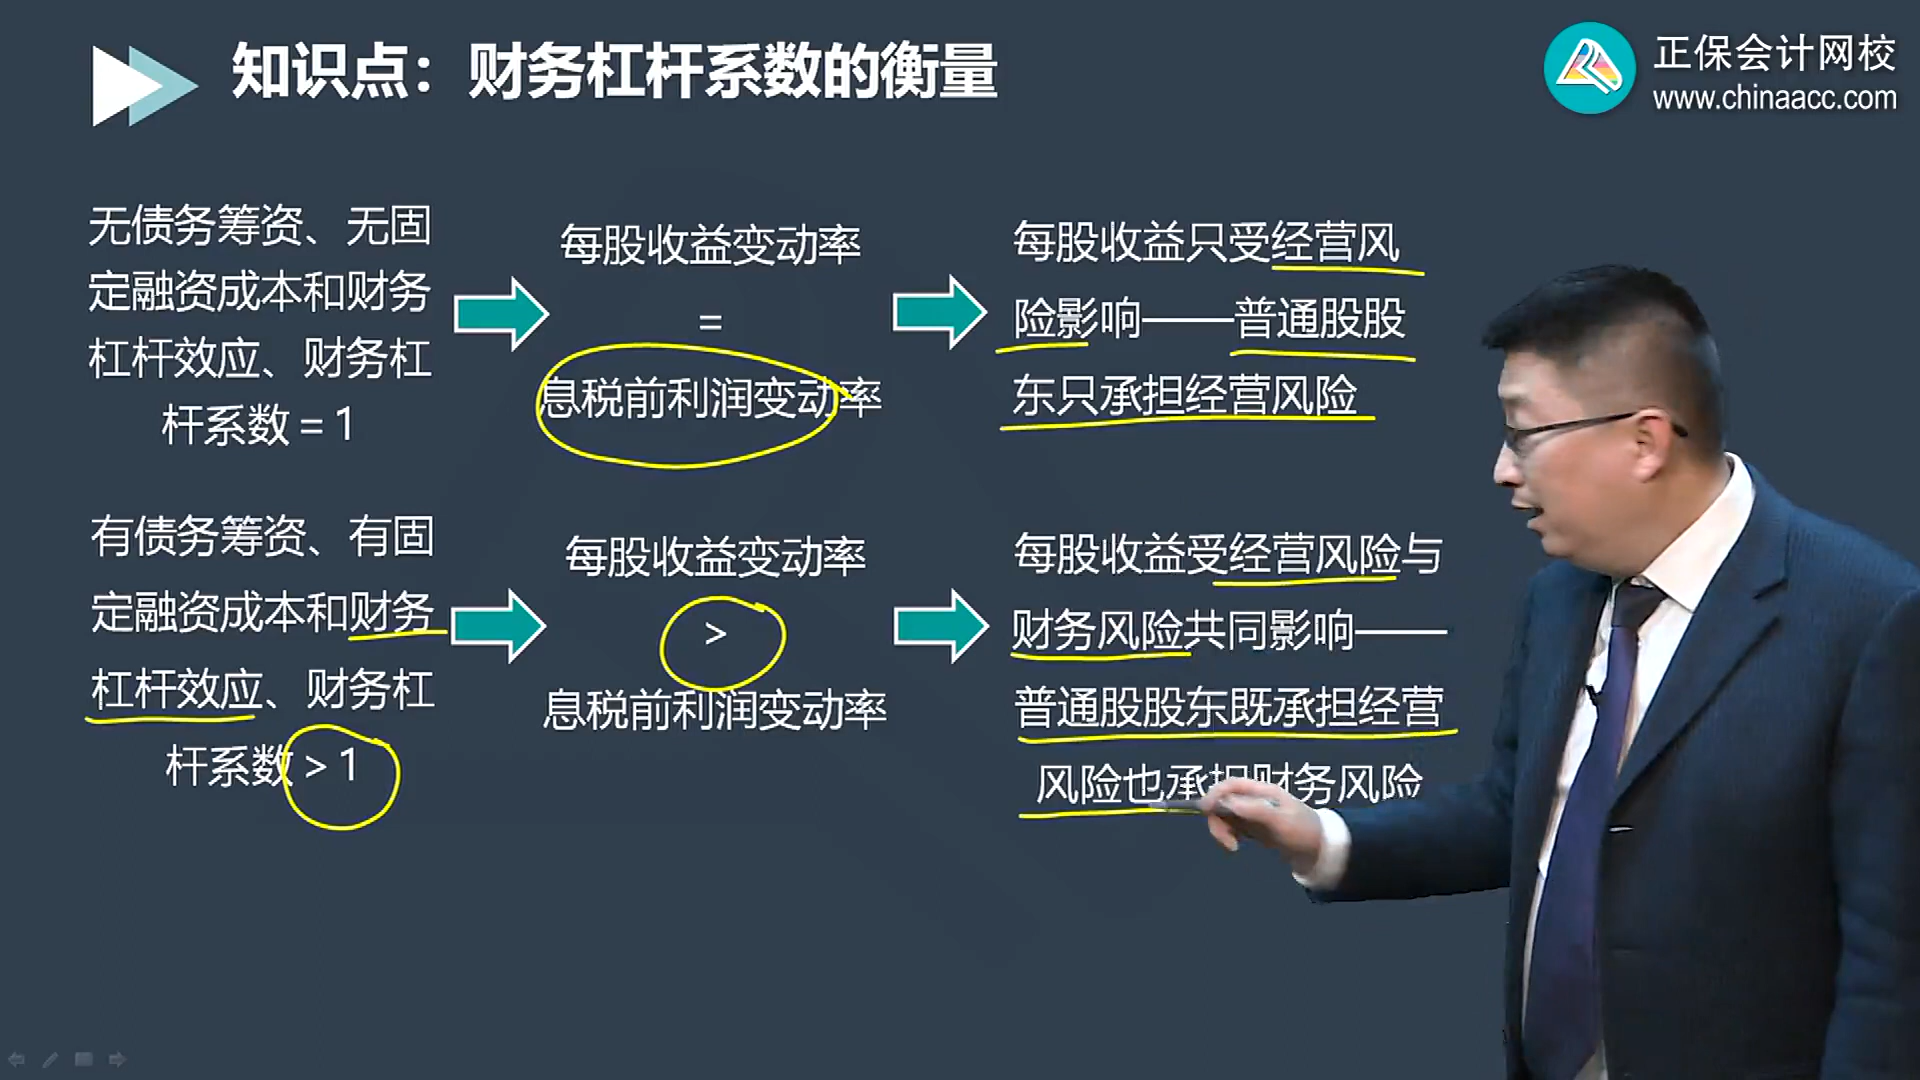 知识点：财务杠杆系数的衡量
正保会计网校
www.chinaacc.com
无债务筹资、无固
定融资成本和财务
杠杆效应、财务杠
杆系数 = 1
每股收益变动率
=
息税前利润变动率
每股收益只受经营风
险影响——普通股股
东只承担经营风险
有债务筹资、有固
定融资成本和财务
杠杆效应、财务杠
杆系数 > 1
每股收益变动率
>
息税前利润变动率
每股收益受经营风险与
财务风险共同影响——
普通股股东既承担经营
风险也承担财务风险